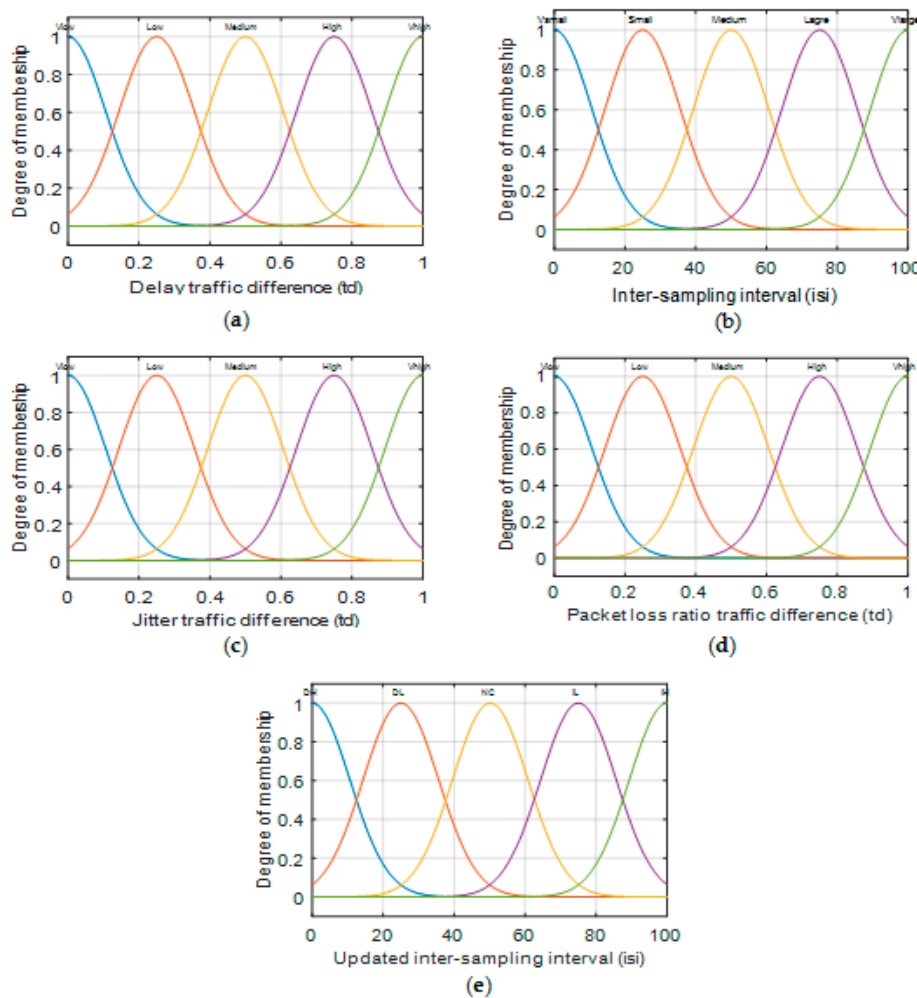 Vlow Low Medium High Vhigh
1
0.8
0.6
0.4
0.2
0
Degree of membership
0 0.2 0.4 0.6 0.8 1
Delay traffic difference (td)
(a)
Vsmall Small Medium Lagre Vlarge
1
0.8
0.6
0.4
0.2
0
Degree of membership
0 20 40 60 80 100
Inter-sampling interval (isi)
(b)
Vlow Low Medium High Vhigh
1
0.8
0.6
0.4
0.2
0
Degree of membership
0 0.2 0.4 0.6 0.8 1
Jitter traffic difference (td)
(c)
Vlow Low Medium High Vhigh
1
0.8
0.6
0.4
0.2
0
Degree of membership
0 0.2 0.4 0.6 0.8 1
Packet loss ratio traffic difference (td)
(d)
DL NC IL
1
0.8
0.6
0.4
0.2
0
Degree of membership
0 20 40 60 80 100
Updated inter-sampling interval (isi)
(e)